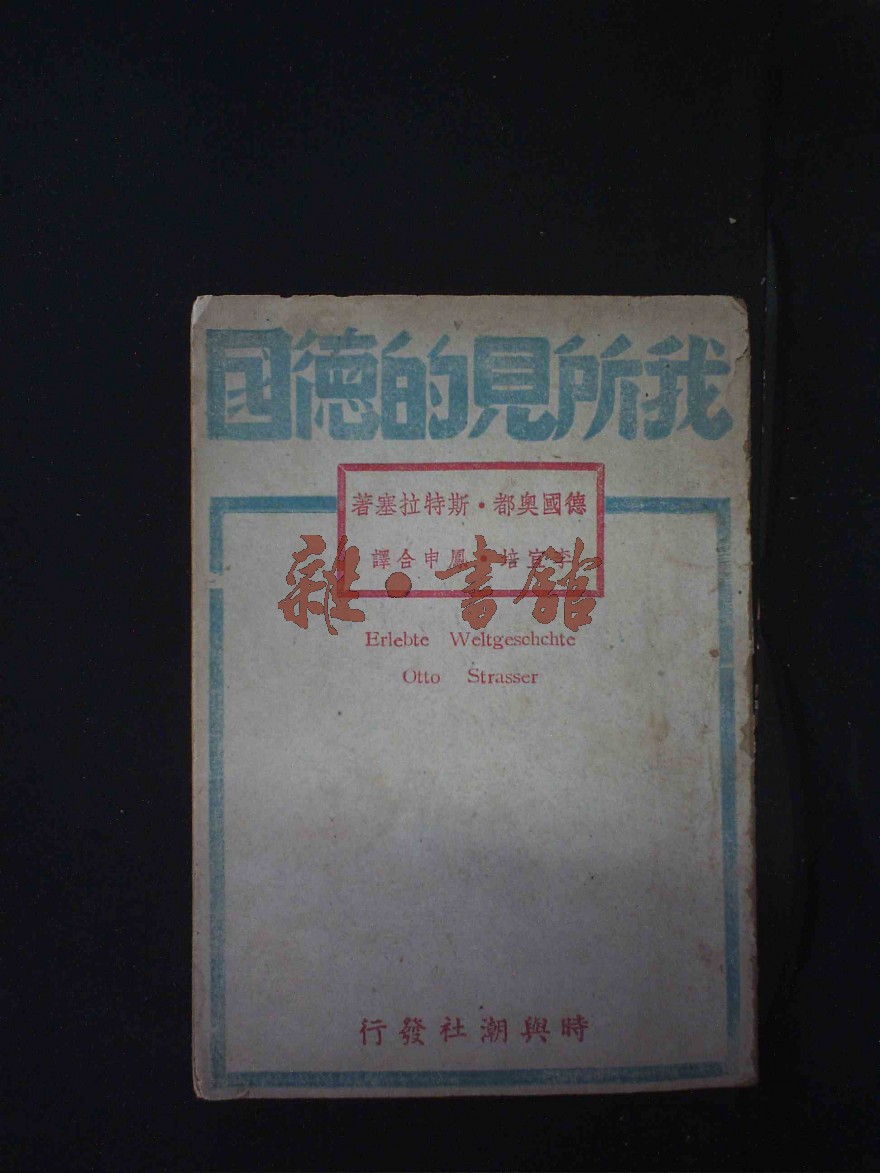 我所見的德國
德國奧都・斯特拉塞著
李宜培・鳳申合譯
雜・書館
Erlebte Weltgeschchte
Otto Strasser
時與潮社發行